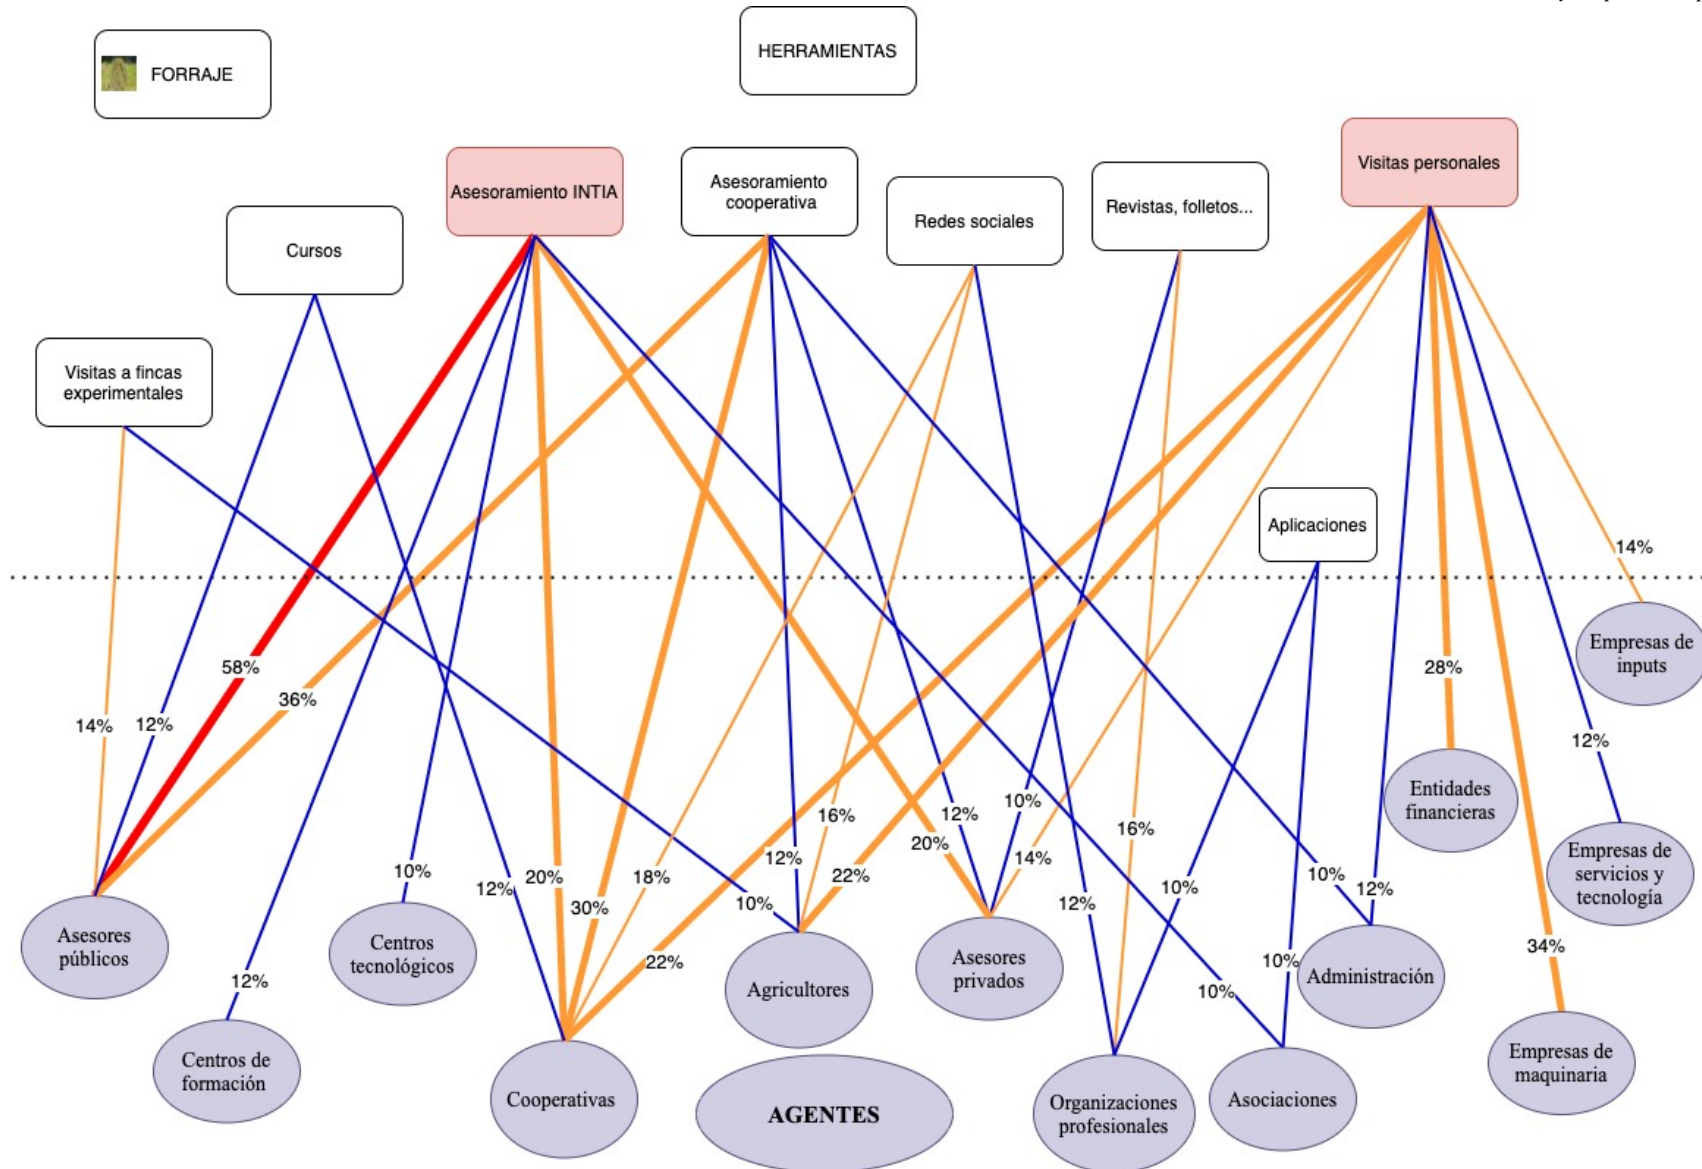 HERRAMIENTAS
FORRAJE
Visitas personales
Asesoramiento INTIA
Asesoramiento
cooperativa
Revistas, folletos...
Redes sociales
Cursos
Visitas a fincas
experimentales
Aplicaciones
14%
58%
36%
14%
12%
28%
12%
Empresas de
inputs
Entidades
financieras
Empresas de
servicios y
tecnología
10%
16%
12%
16%
20%
14%
12%
22%
10%
12%
20%
18%
10%
12%
10%
12%
10%
12%
30%
22%
34%
12%
10%
10%
Asesores
públicos
Centros
tecnológicos
Agricultores
Asesores
privados
Administración
Centros de
formación
Cooperativas
AGENTES
Organizaciones
profesionales
Asociaciones
Empresas de
maquinaria